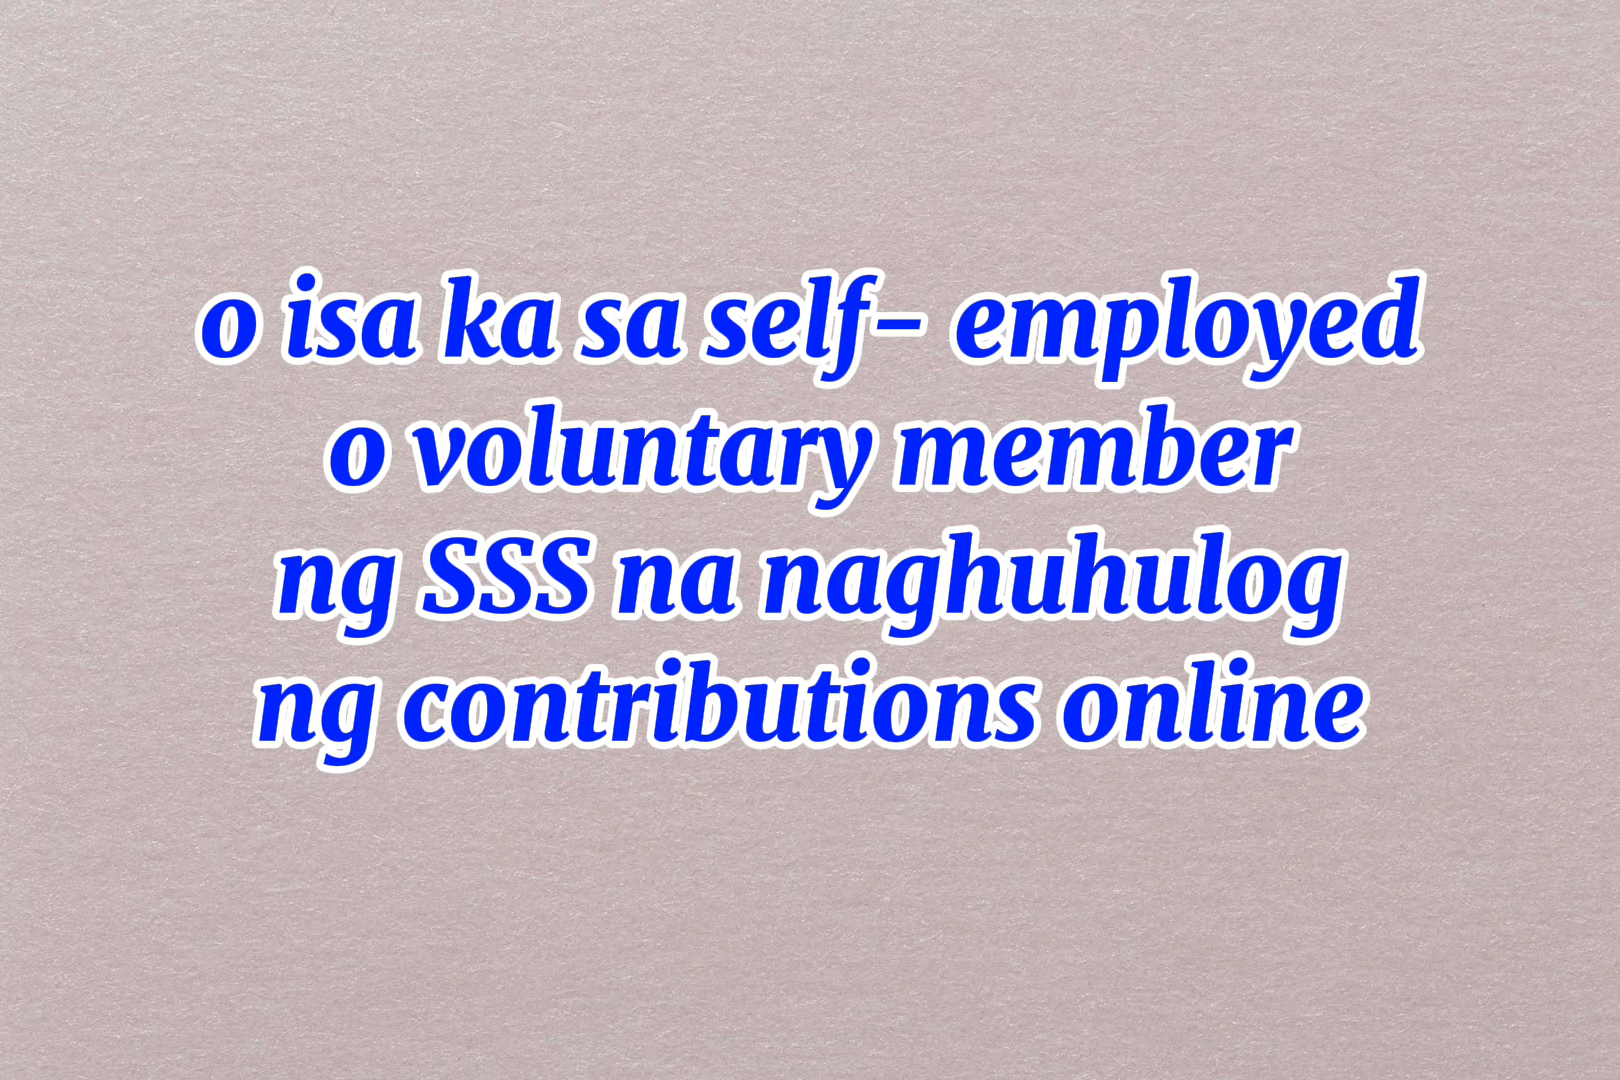 o isa ka sa self- employed
o voluntary member
ng SSS na naghuhulog
ng contributions online